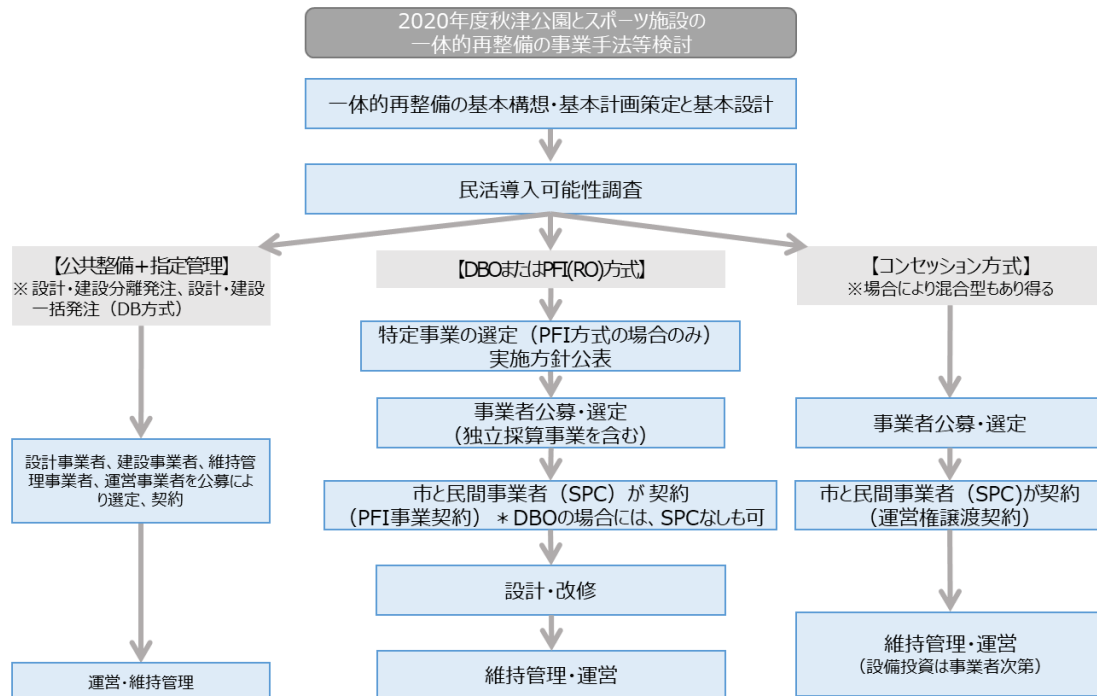 2020年度秋津公園とスポーツ施設の
一体的再整備の事業手法等検討
一体的再整備の基本構想・基本計画策定と基本設計
民活導入可能性調査
【公共整備＋指定管理】
※設計・建設分離発注、設計・建設
一括発注（DB方式）
設計事業者、建設事業者、維持管
理事業者、運営事業者を公募によ
り選定、契約
運営・維持管理
【DBOまたはPFI(RO)方式】
特定事業の選定（PFI方式の場合のみ）
実施方針公表
事業者公募・選定
（独立採算事業を含む）
市と民間事業者（SPC）が 契約
（PFI事業契約）＊DBOの場合には、SPCなしも可
設計・改修
維持管理・運営
【コンセッション方式】
※場合により混合型もあり得る
事業者公募・選定
市と民間事業者（SPC)が契約
（運営権譲渡契約）
維持管理・運営
（設備投資は事業者次第）